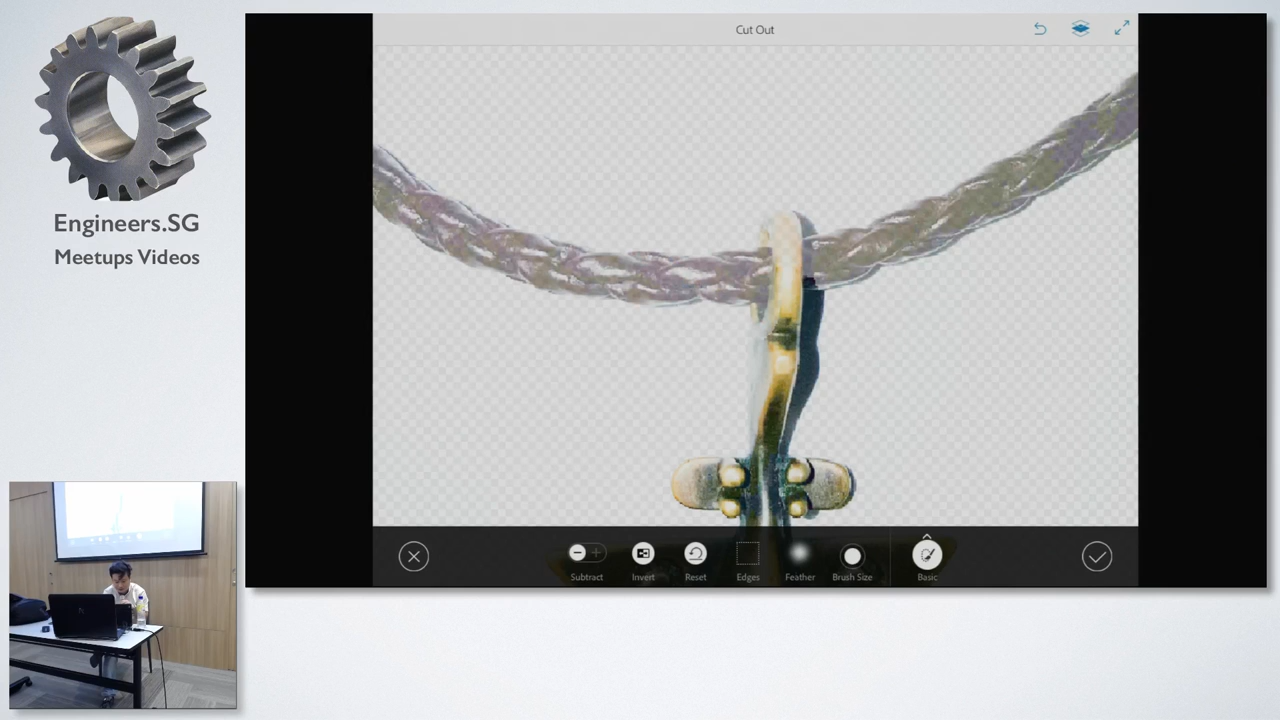 Engineers.SG
Meetups Videos
Cut Out
Subtract
Invert
Reset
Edges
Feather
Brush Size
Basic